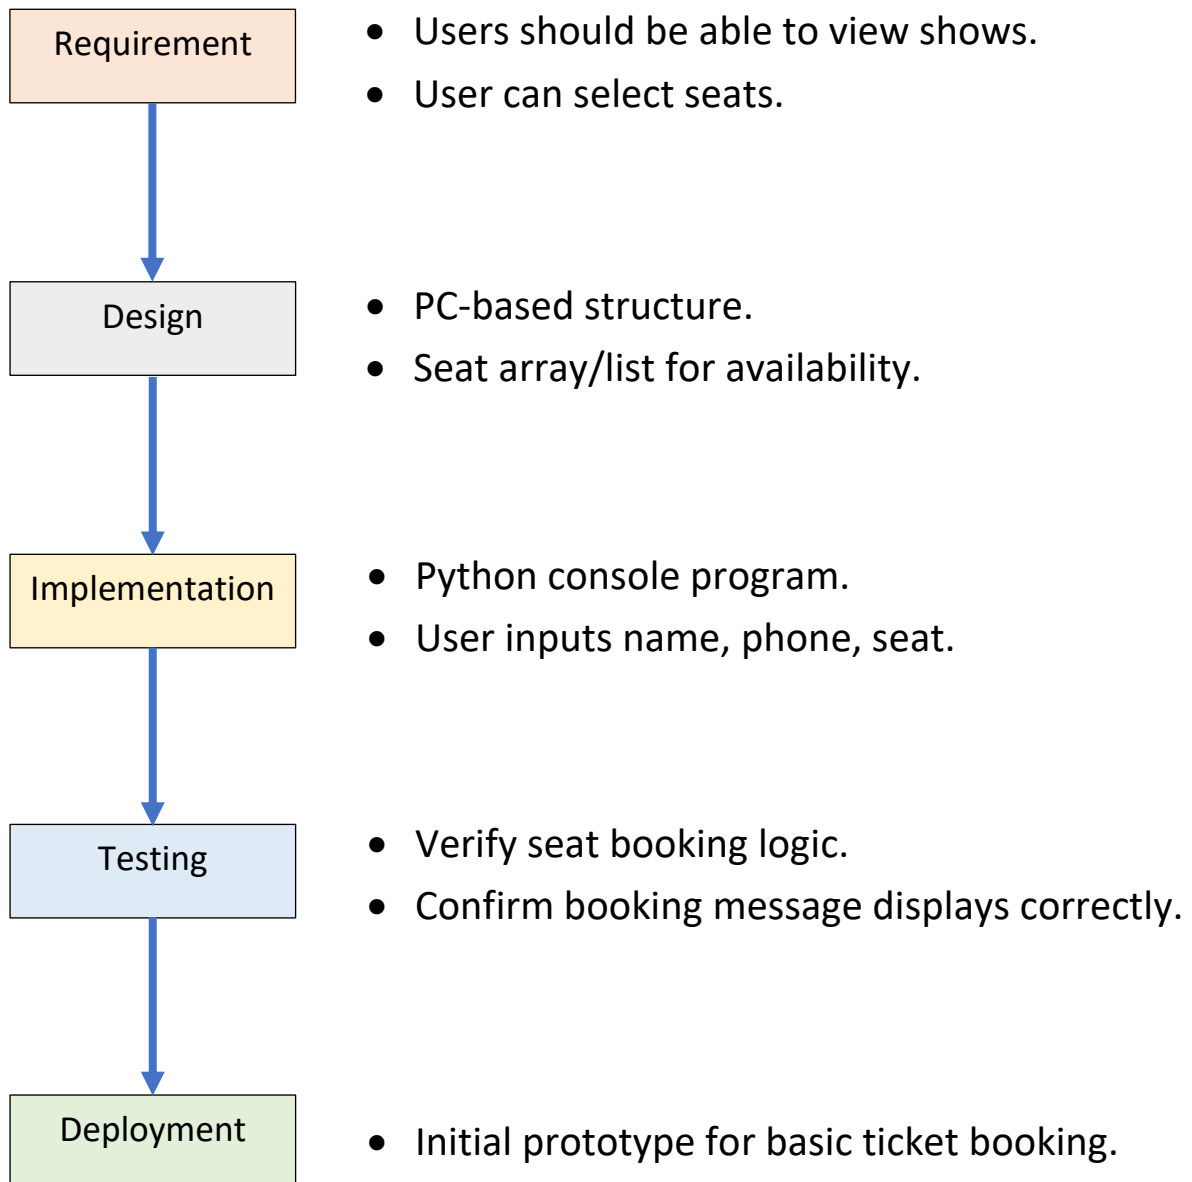 Requirement
• Users should be able to view shows.
• User can select seats.
Design
• PC-based structure.
• Seat array/list for availability.
Implementation
• Python console program.
• User inputs name, phone, seat.
Testing
• Verify seat booking logic.
• Confirm booking message displays correctly.
Deployment
• Initial prototype for basic ticket booking.